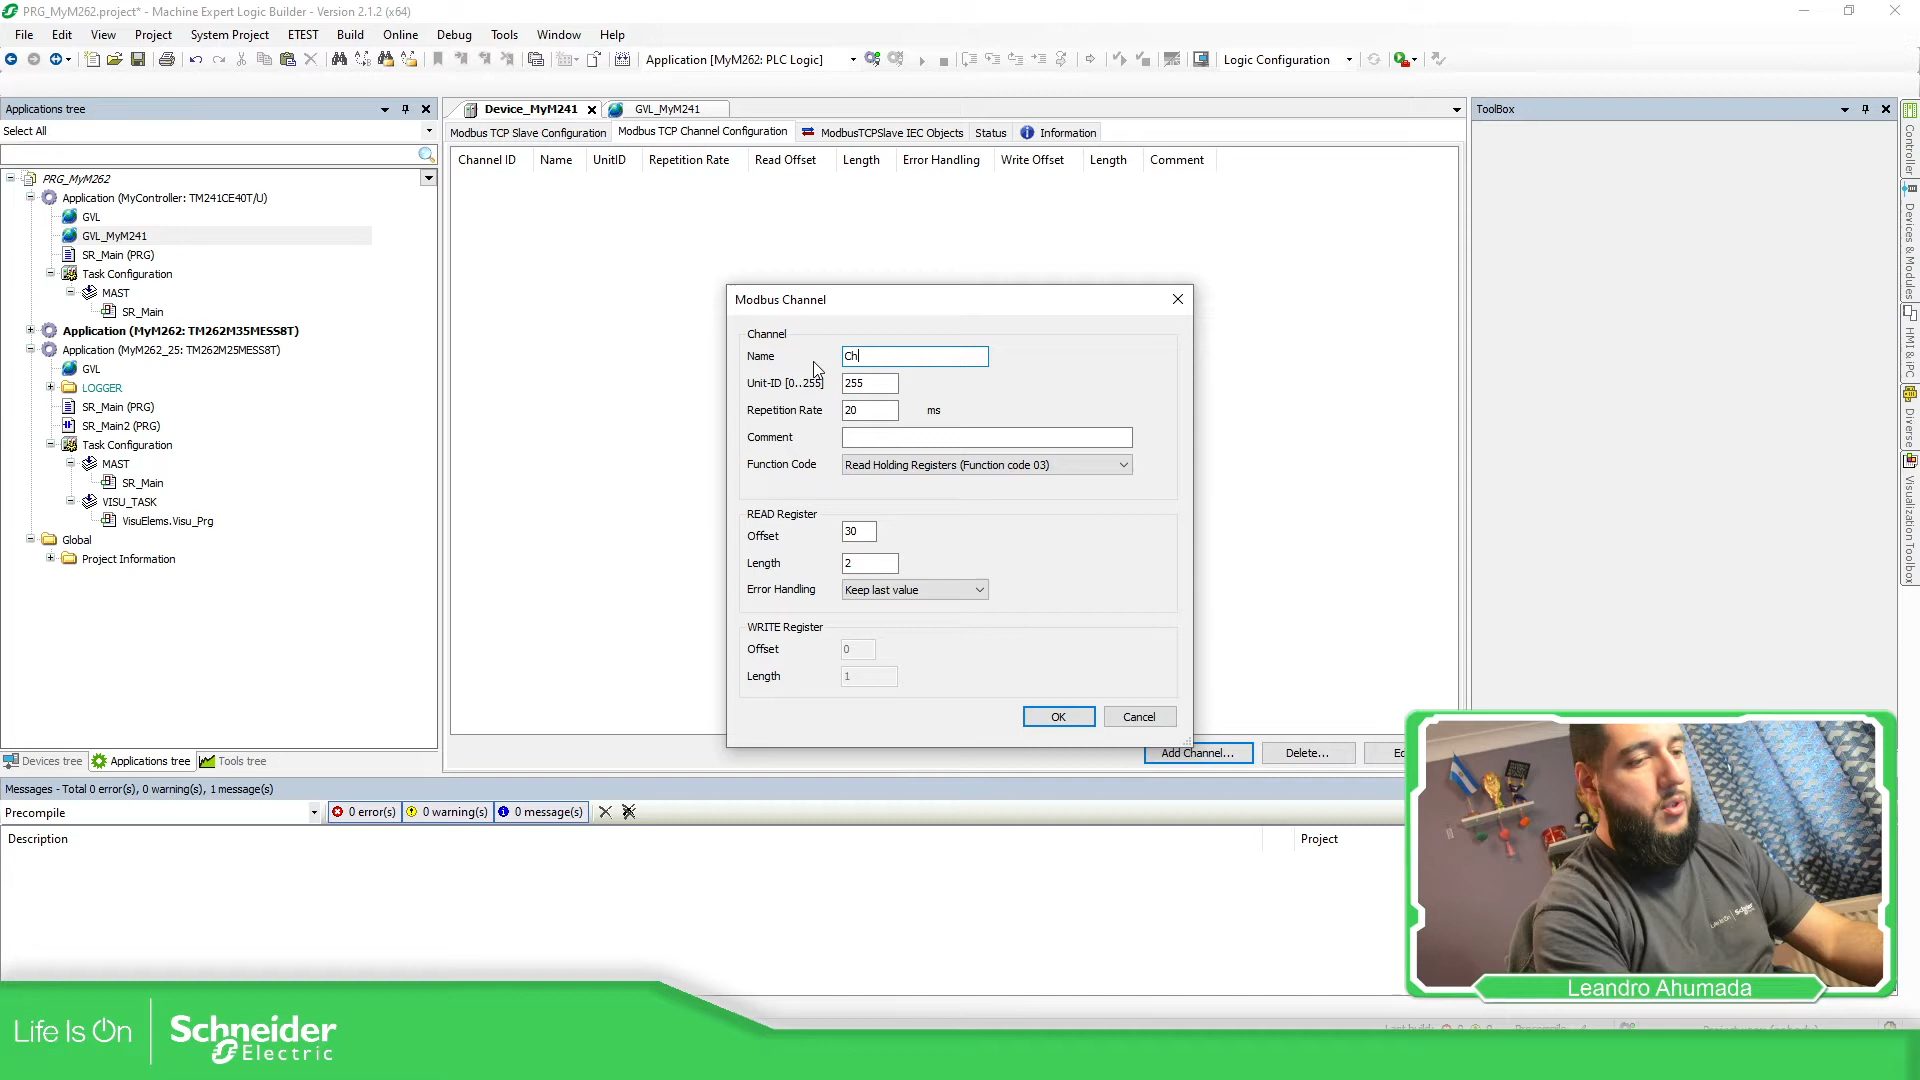 PRG_MyM262.project* - Machine Expert Logic Builder - Version 2.1.2 (x64)
File Edit View Project System Project ETEST Build Online Debug Tools Window Help
Application [MyM262: PLC Logic] Logic Configuration
Applications tree
Select All
PRG_MyM262
Application (MyController: TM241CE40T/U)
GVL
GVL_MyM241
SR_Main (PRG)
Task Configuration
MAST
SR_Main
Application (MyM262: TM262M35MESS8T)
Application (MyM262_25: TM262M25MESS8T)
GVL
LOGGER
SR_Main (PRG)
SR_Main2 (PRG)
Task Configuration
MAST
SR_Main
VISU_TASK
VisuElems.Visu_Prg
Global
Project Information
Devices tree Applications tree Tools tree
Device_MyM241 GVL_MyM241
Modbus TCP Slave Configuration Modbus TCP Channel Configuration ModbusTCPSlave IEC Objects Status Information
Channel ID Name UnitID Repetition Rate Read Offset Length Error Handling Write Offset Length Comment
Modbus Channel
Channel
Name Ch
Unit-ID [0..255] 255
Repetition Rate 20 ms
Comment
Function Code Read Holding Registers (Function code 03)
READ Register
Offset 30
Length 2
Error Handling Keep last value
WRITE Register
Offset 0
Length 1
OK Cancel
Add Channel... Delete...
ToolBox
Controller
Devices & Modules
HMI & iPC
Diverse
Visualization Toolbox
Messages - Total 0 error(s), 0 warning(s), 1 message(s)
Precompile 0 error(s) 0 warning(s) 0 message(s)
Description Project
Life Is On
Schneider
Electric
Leandro Ahumada